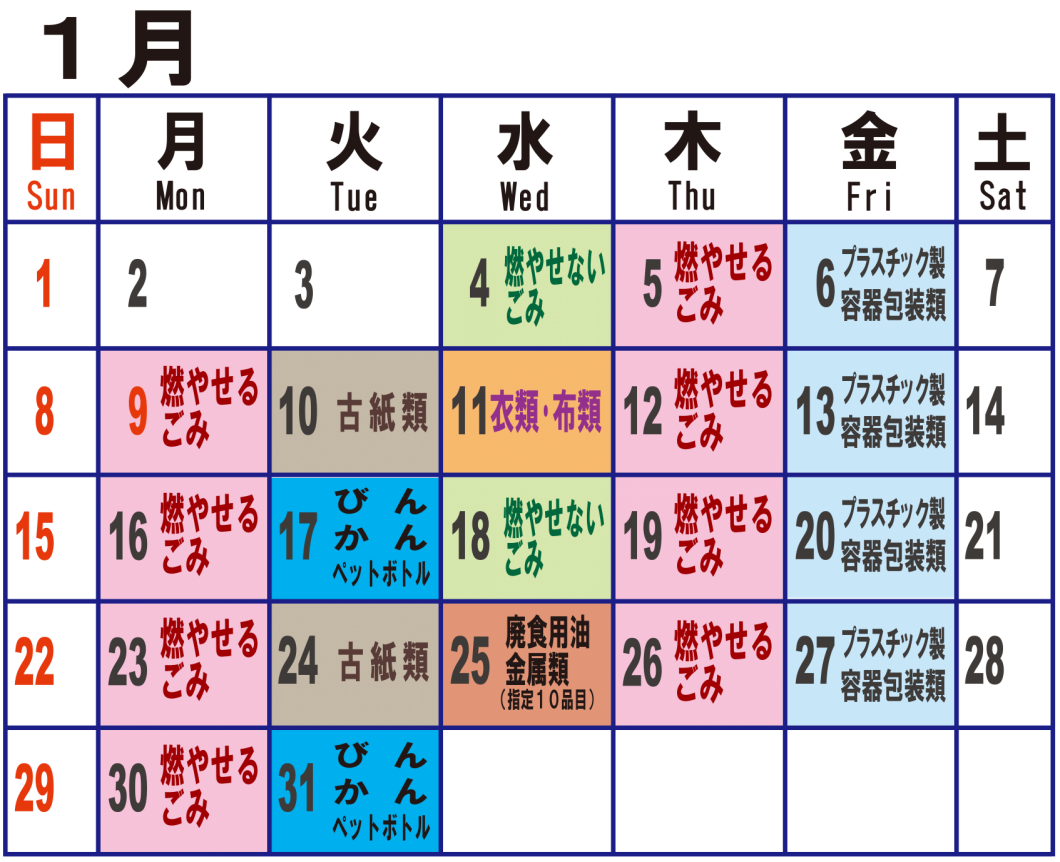 1月
日 月 火 水 木 金 土
Sun Mon Tue Wed Thu Fri Sat
1
2
3
4 燃やせない
ごみ
5 燃やせる
ごみ
6 プラスチック製
容器包装類
7
8
9 燃やせる
ごみ
10 古紙類
11 衣類・布類
12 燃やせる
ごみ
13 プラスチック製
容器包装類
14
15
16 燃やせる
ごみ
17 びん
かん
ペットボトル
18 燃やせない
ごみ
19 燃やせる
ごみ
20 プラスチック製
容器包装類
21
22
23 燃やせる
ごみ
24 古紙類
25 廃食用油
金属類
(指定10品目)
26 燃やせる
ごみ
27 プラスチック製
容器包装類
28
29
30 燃やせる
ごみ
31 びん
かん
ペットボトル